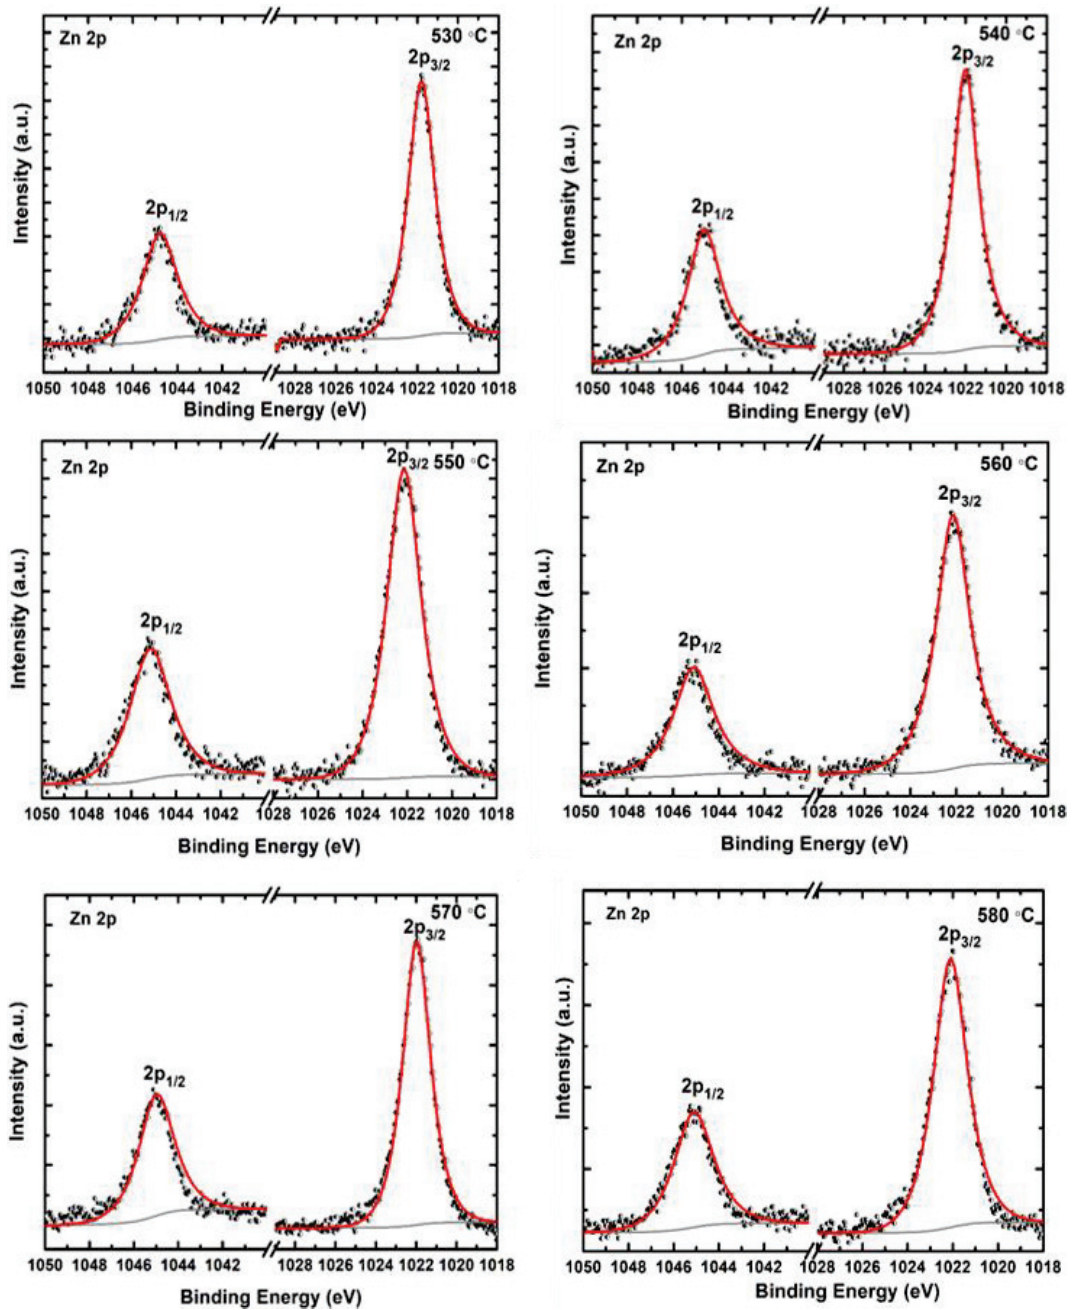 Zn 2p 530 °C
2p3/2
2p1/2
Intensity (a.u.)
1050 1048 1046 1044 1042 1028 1026 1024 1022 1020 1018
Binding Energy (eV)
Zn 2p 540 °C
2p3/2
2p1/2
Intensity (a.u.)
1050 1048 1046 1044 1042 1028 1026 1024 1022 1020 1018
Binding Energy (eV)
Zn 2p 2p3/2 550 °C
2p1/2
Intensity (a.u.)
1050 1048 1046 1044 1042 1028 1026 1024 1022 1020 1018
Binding Energy (eV)
Zn 2p 560 °C
2p3/2
2p1/2
Intensity (a.u.)
1050 1048 1046 1044 1042 1028 1026 1024 1022 1020 1018
Binding Energy (eV)
Zn 2p 570 °C
2p3/2
2p1/2
Intensity (a.u.)
1050 1048 1046 1044 1042 1028 1026 1024 1022 1020 1018
Binding Energy (eV)
Zn 2p 580 °C
2p3/2
2p1/2
Intensity (a.u.)
1050 1048 1046 1044 1042 1028 1026 1024 1022 1020 1018
Binding Energy (eV)